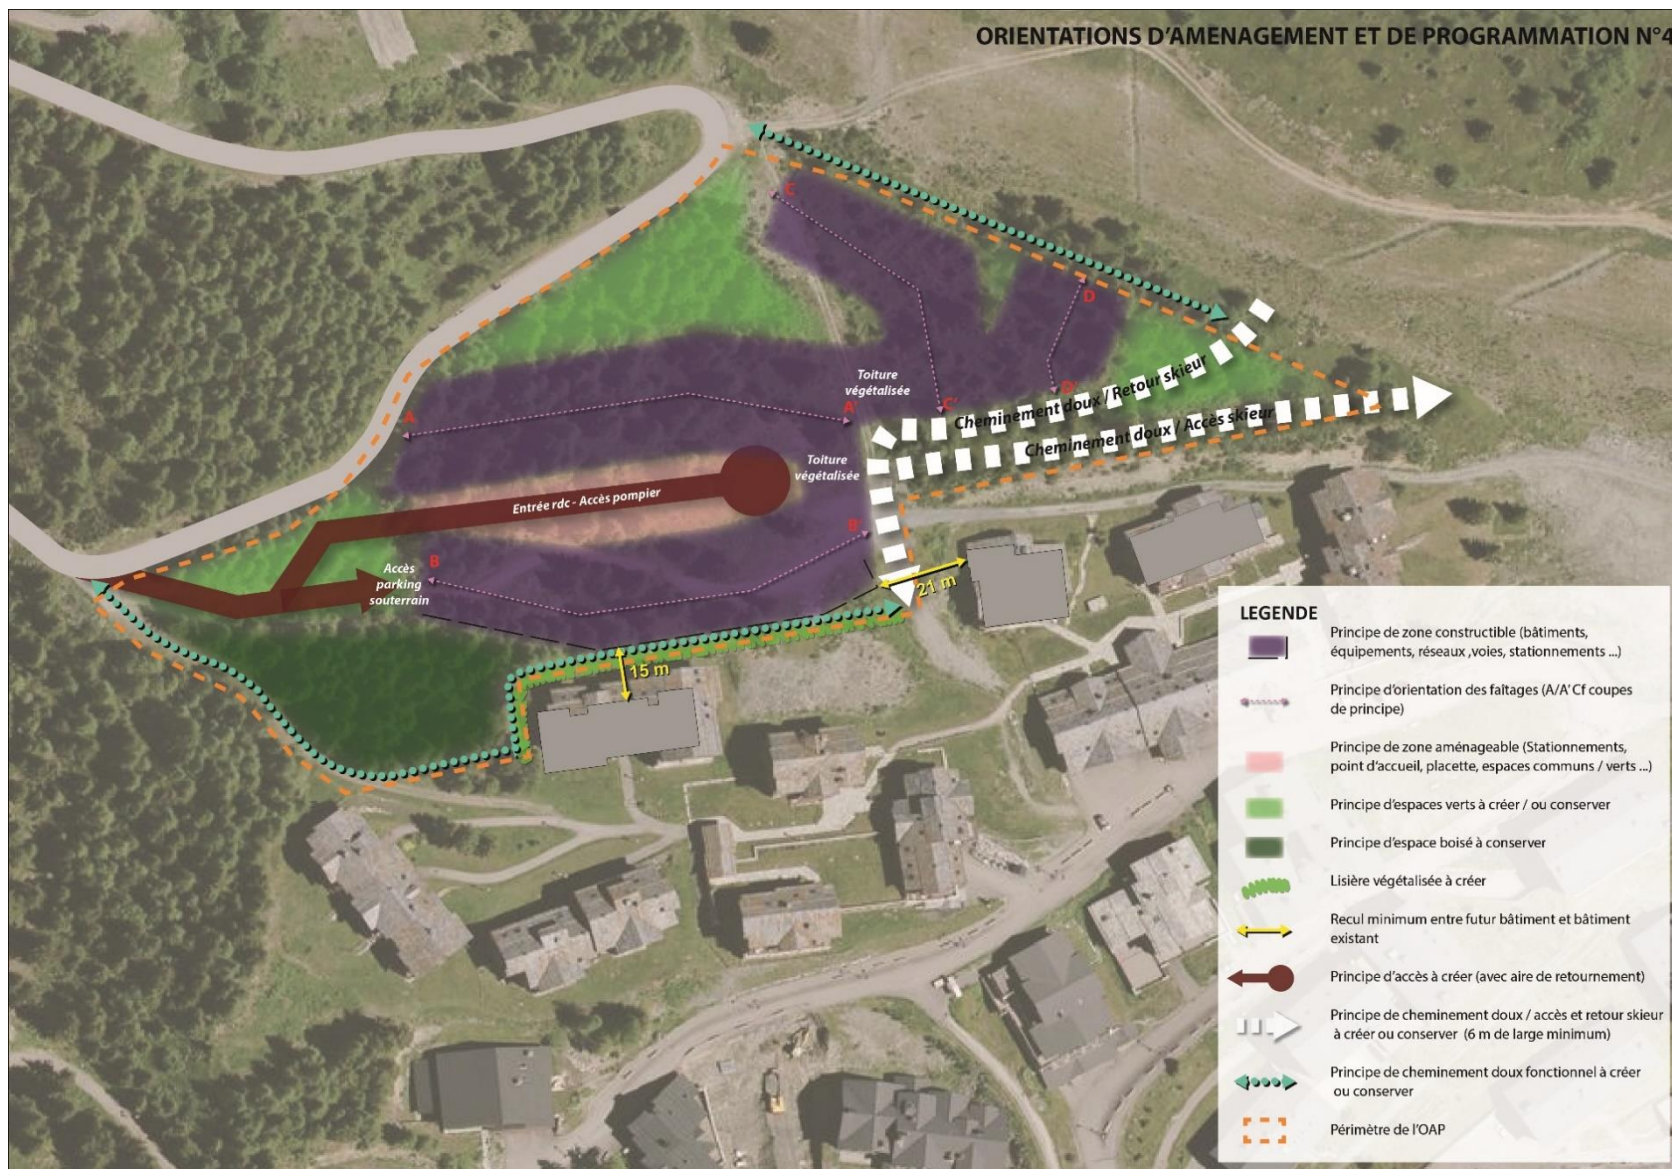 ORIENTATIONS D'AMENAGEMENT ET DE PROGRAMMATION N°4
C
D
Toiture
végétalisée
A
A'
C'
D'
Cheminement doux / Retour skieur
Cheminement doux / Accès skieur
Toiture
végétalisée
Entrée rdc - Accès pompier
B'
B
Accès
parking
souterrain
21 m
15 m
LEGENDE
Principe de zone constructible (bâtiments,
équipements, réseaux ,voies, stationnements ...)
Principe d'orientation des faîtages (A/A' Cf coupes
de principe)
Principe de zone aménageable (Stationnements,
point d'accueil, placette, espaces communs / verts ...)
Principe d'espaces verts à créer / ou conserver
Principe d'espace boisé à conserver
Lisière végétalisée à créer
Recul minimum entre futur bâtiment et bâtiment
existant
Principe d'accès à créer (avec aire de retournement)
Principe de cheminement doux / accès et retour skieur
à créer ou conserver (6 m de large minimum)
Principe de cheminement doux fonctionnel à créer
ou conserver
Périmètre de l'OAP